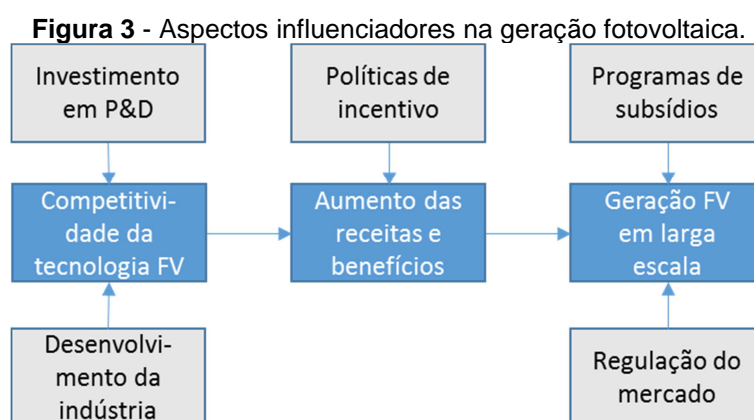 Figura 3 - Aspectos influenciadores na geração fotovoltaica.
Investimento
em P&D
Políticas de
incentivo
Programas de
subsídios
Competitivi-
dade da
tecnologia FV
Aumento das
receitas e
benefícios
Geração FV
em larga
escala
Desenvolvi-
mento da
indústria
Regulação do
mercado